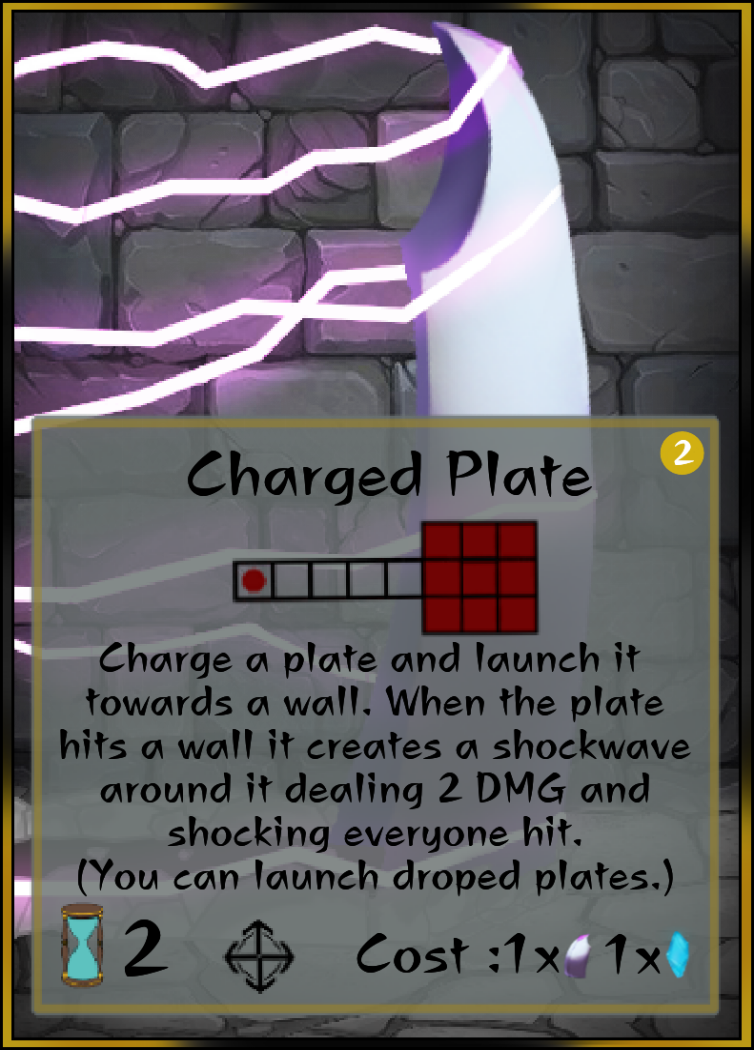 2
Charged Plate
Charge a plate and launch it
towards a wall. When the plate
hits a wall it creates a shockwave
around it dealing 2 DMG and
shocking everyone hit.
(You can launch droped plates.)
2 Cost :1x 1x